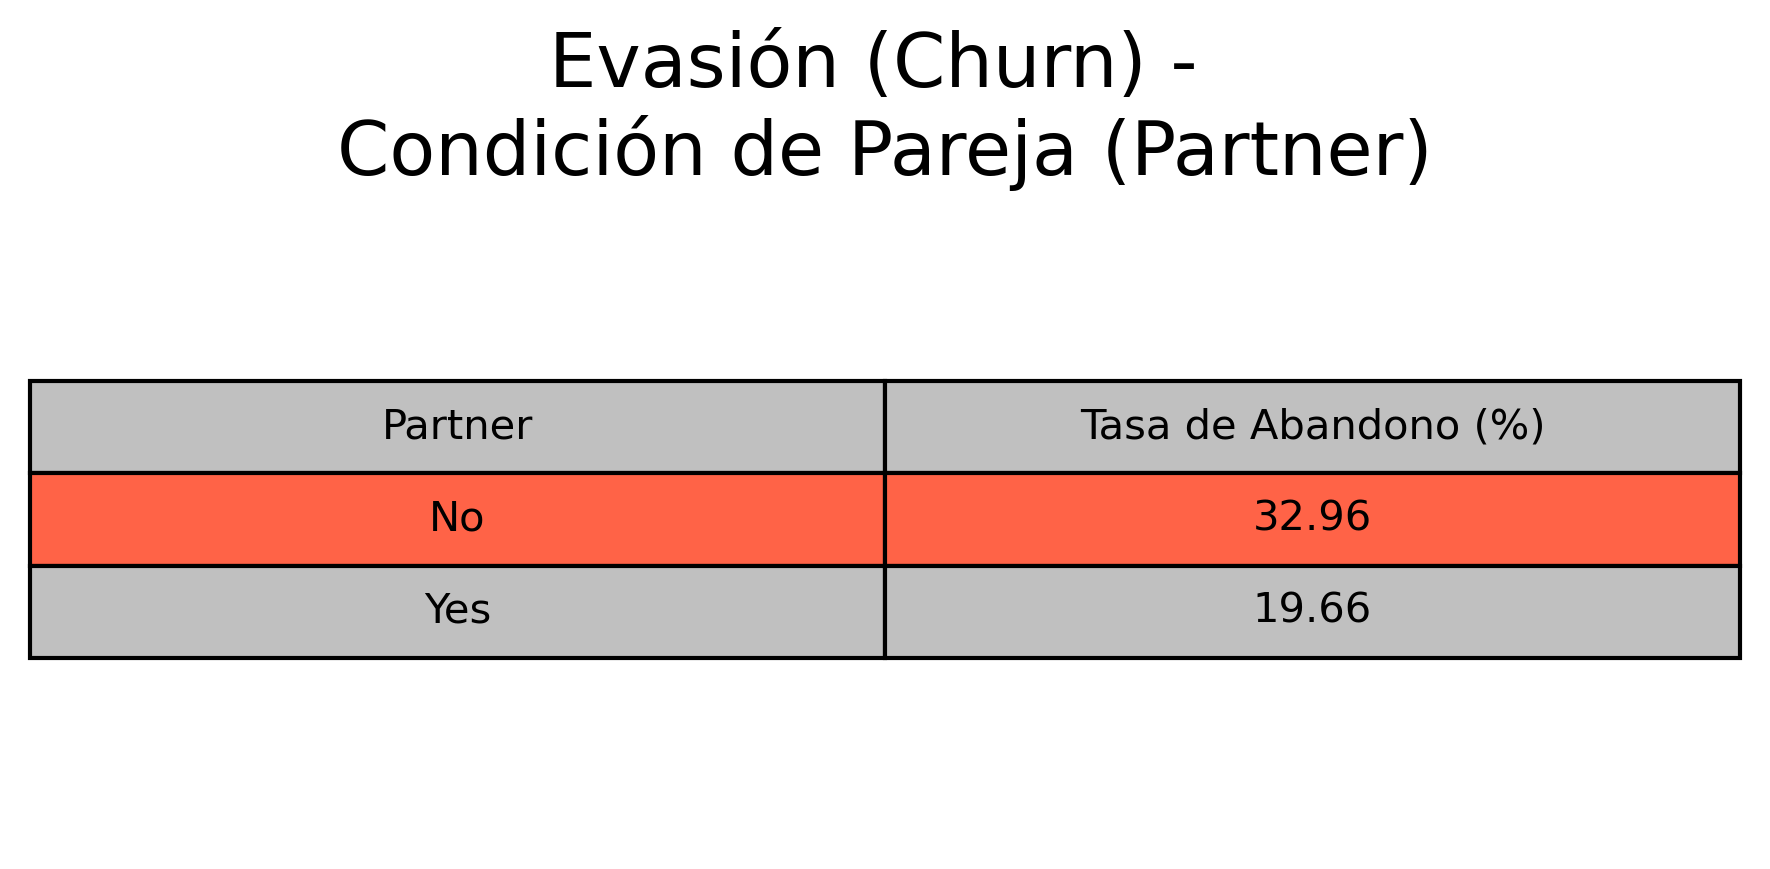 Evasión (Churn) -
Condición de Pareja (Partner)
Partner Tasa de Abandono (%)
No 32.96
Yes 19.66